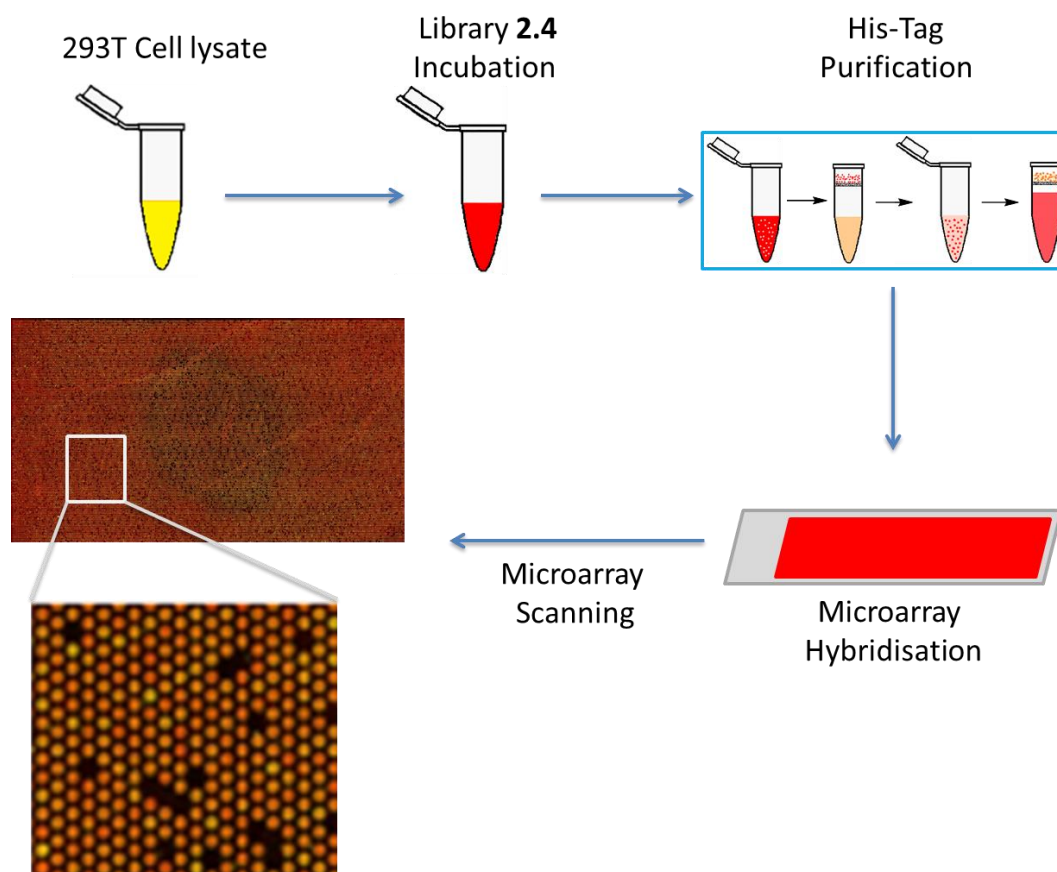 293T Cell lysate
Library 2.4
Incubation
His-Tag
Purification
Microarray
Scanning
Microarray
Hybridisation